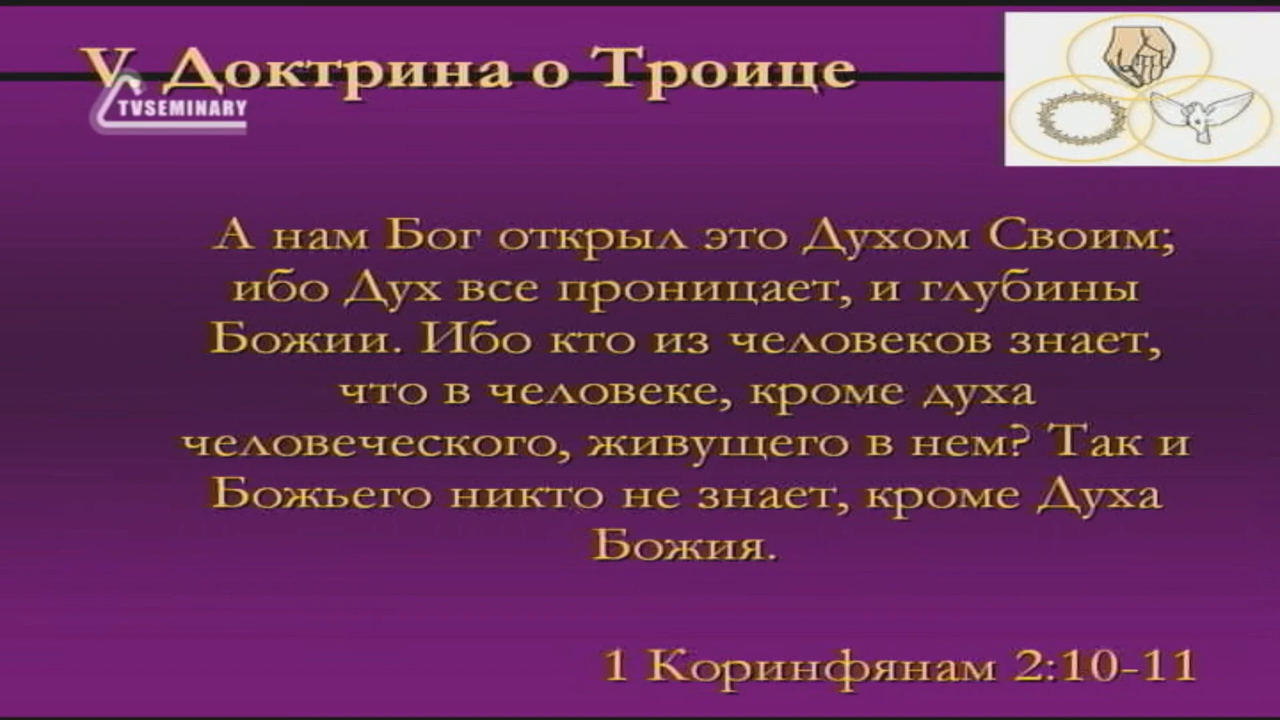 V Доктрина о Троице
TVSEMINARY
А нам Бог открыл это Духом Своим;
ибо Дух все проницает, и глубины
Божии. Ибо кто из человеков знает,
что в человеке, кроме духа
человеческого, живущего в нем? Так и
Божьего никто не знает, кроме Духа
Божия.
1 Коринфянам 2:10-11